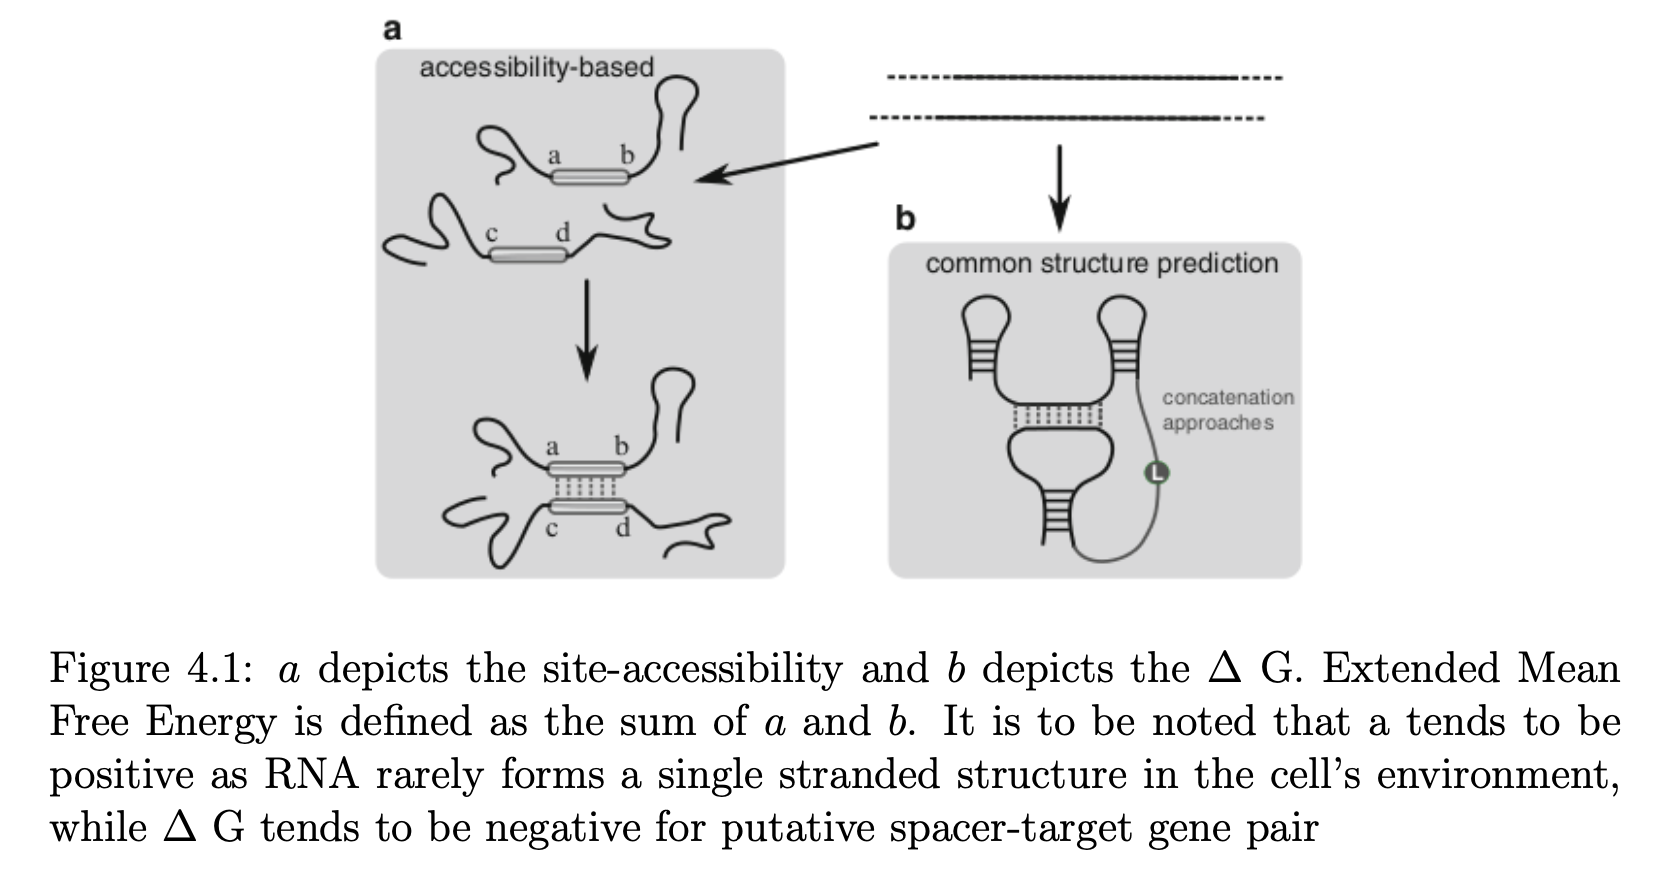 a
accessibility-based
a b
c d
a b
c d
b
common structure prediction
concatenation
approaches
L
Figure 4.1: a depicts the site-accessibility and b depicts the Δ G. Extended Mean
Free Energy is defined as the sum of a and b. It is to be noted that a tends to be
positive as RNA rarely forms a single stranded structure in the cell’s environment,
while Δ G tends to be negative for putative spacer-target gene pair